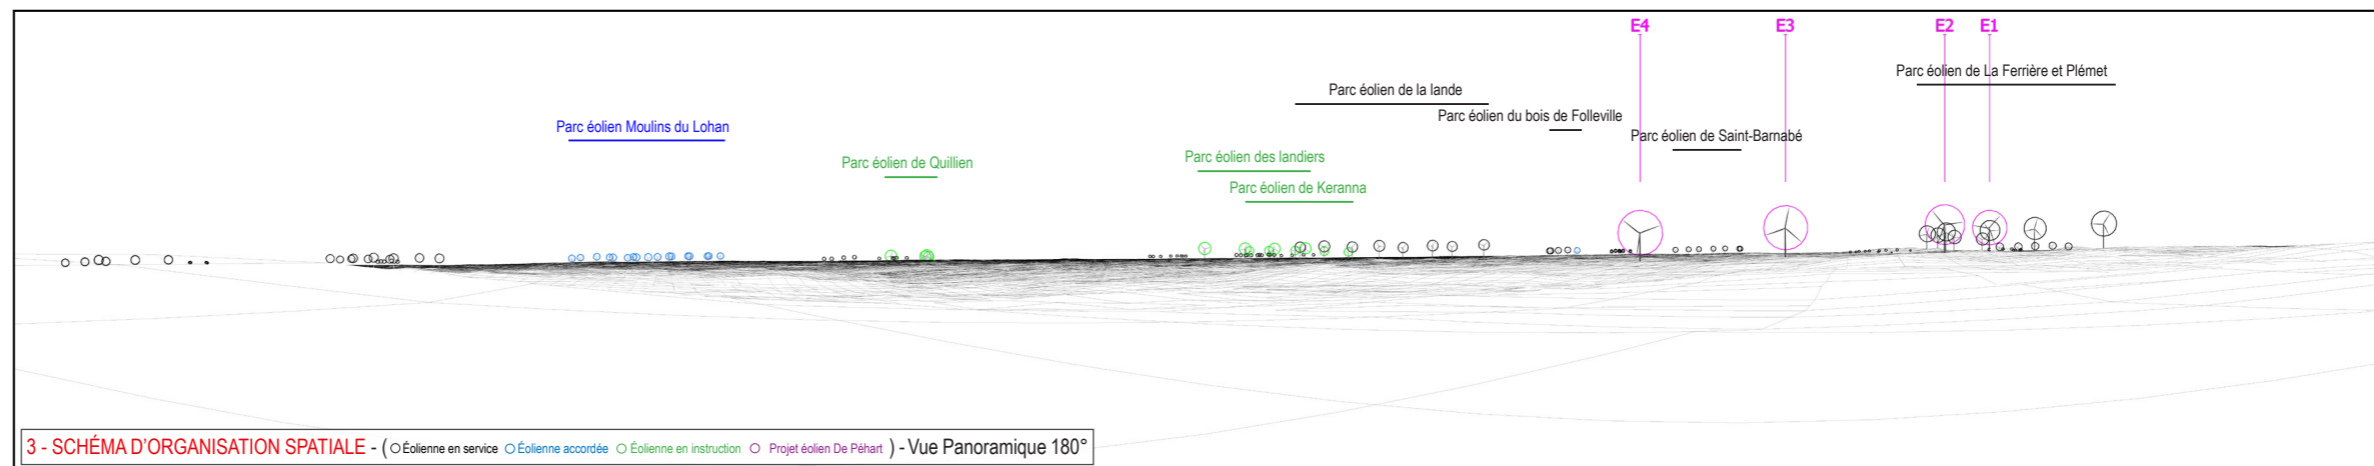 E4 E3 E2 E1
Parc éolien de La Ferrière et Plémet
Parc éolien de la lande
Parc éolien du bois de Folleville
Parc éolien Moulins du Lohan
Parc éolien de Saint-Barnabé
Parc éolien de Quillien
Parc éolien des landiers
Parc éolien de Keranna
3 - SCHÉMA D'ORGANISATION SPATIALE - ( Éolienne en service Éolienne accordée Éolienne en instruction Projet éolien De Péhart ) - Vue Panoramique 180°